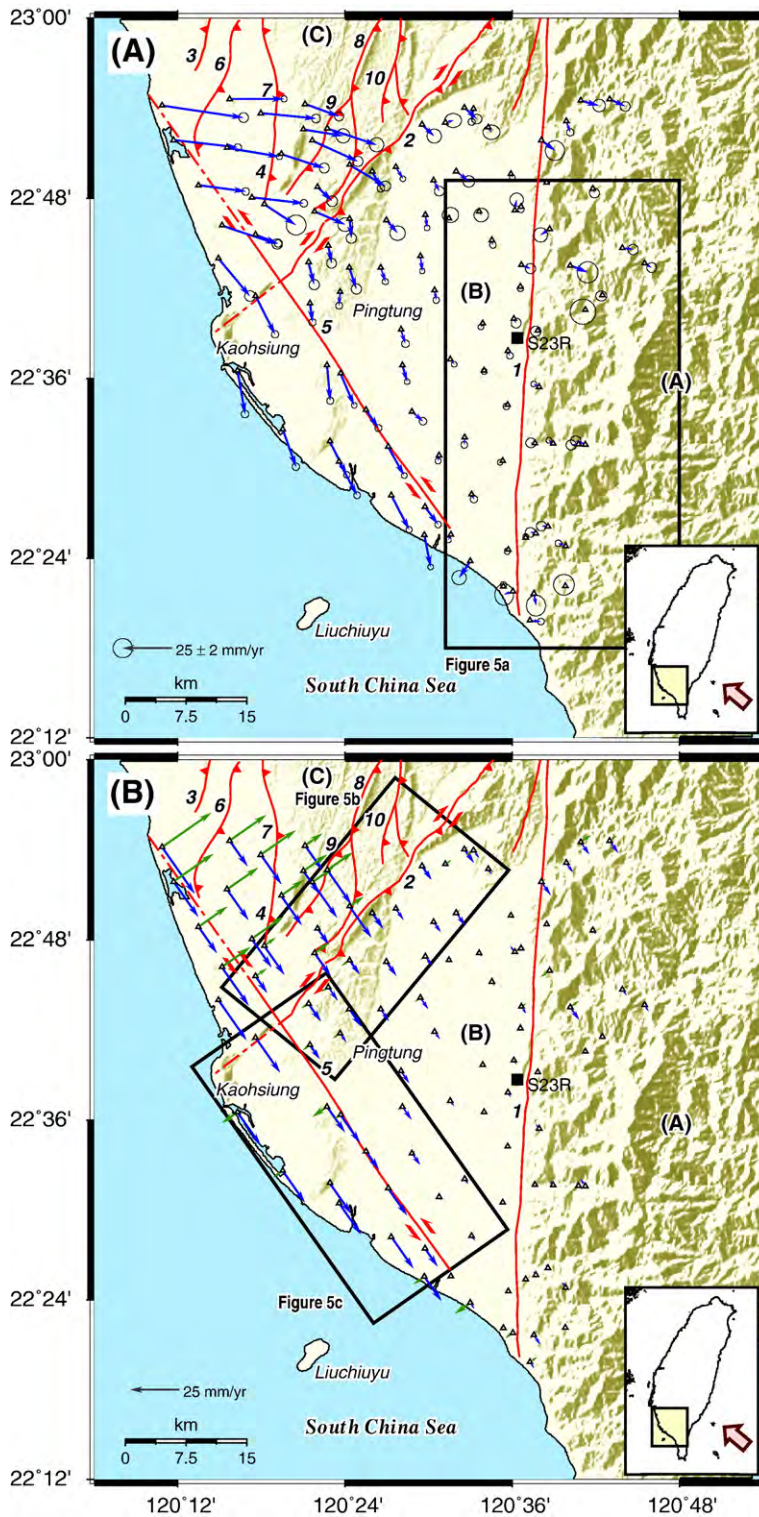 23°00'
(A)
(C)
3
6
8
7
10
9
2
22°48'
4
(B)
Pingtung
5
Kaohsiung
S23R
22°36'
1
(A)
22°24'
Liuchiuyu
25 ± 2 mm/yr
Figure 5a
km
South China Sea
0 7.5 15
22°12'
23°00'
(B)
(C)
3
6
Figure 5b
8
7
10
9
2
22°48'
4
(B)
Pingtung
5
Kaohsiung
S23R
22°36'
1
(A)
22°24'
Figure 5c
Liuchiuyu
25 mm/yr
km
South China Sea
0 7.5 15
22°12'
120°12' 120°24' 120°36' 120°48'